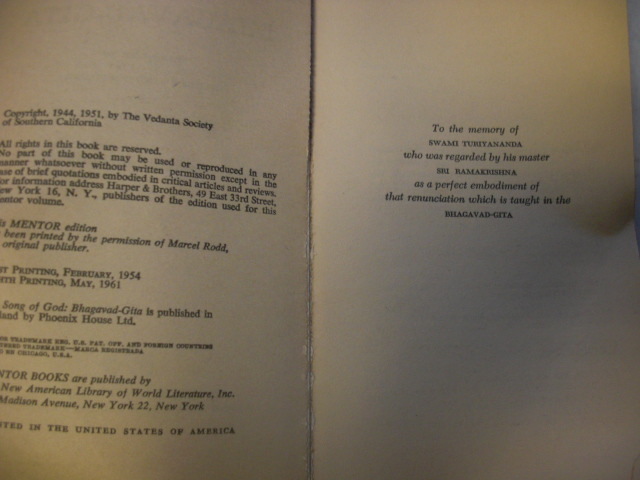 Copyright, 1944, 1951, by The Vedanta Society
of Southern California
All rights in this book are reserved.
No part of this book may be used or reproduced in any
manner whatsoever without written permission except in the
case of brief quotations embodied in critical articles and reviews.
For information address Harper & Brothers, 49 East 33rd Street,
New York 16, N. Y., publishers of the edition used for this
Mentor volume.
MENTOR edition
been printed by the permission of Marcel Rodd,
original publisher.
PRINTING, FEBRUARY, 1954
PRINTING, MAY, 1961
Song of God: Bhagavad-Gita is published in
by Phoenix House Ltd.
TRADEMARK REG. U.S. PAT. OFF. AND FOREIGN COUNTRIES
TRADEMARK—MARCA REGISTRADA
CHICAGO, U.S.A.
BOOKS are published by
New American Library of World Literature, Inc.
Madison Avenue, New York 22, New York
IN THE UNITED STATES OF AMERICA
To the memory of
SWAMI TURIYANANDA
who was regarded by his master
SRI RAMAKRISHNA
as a perfect embodiment of
that renunciation which is taught in the
BHAGAVAD-GITA